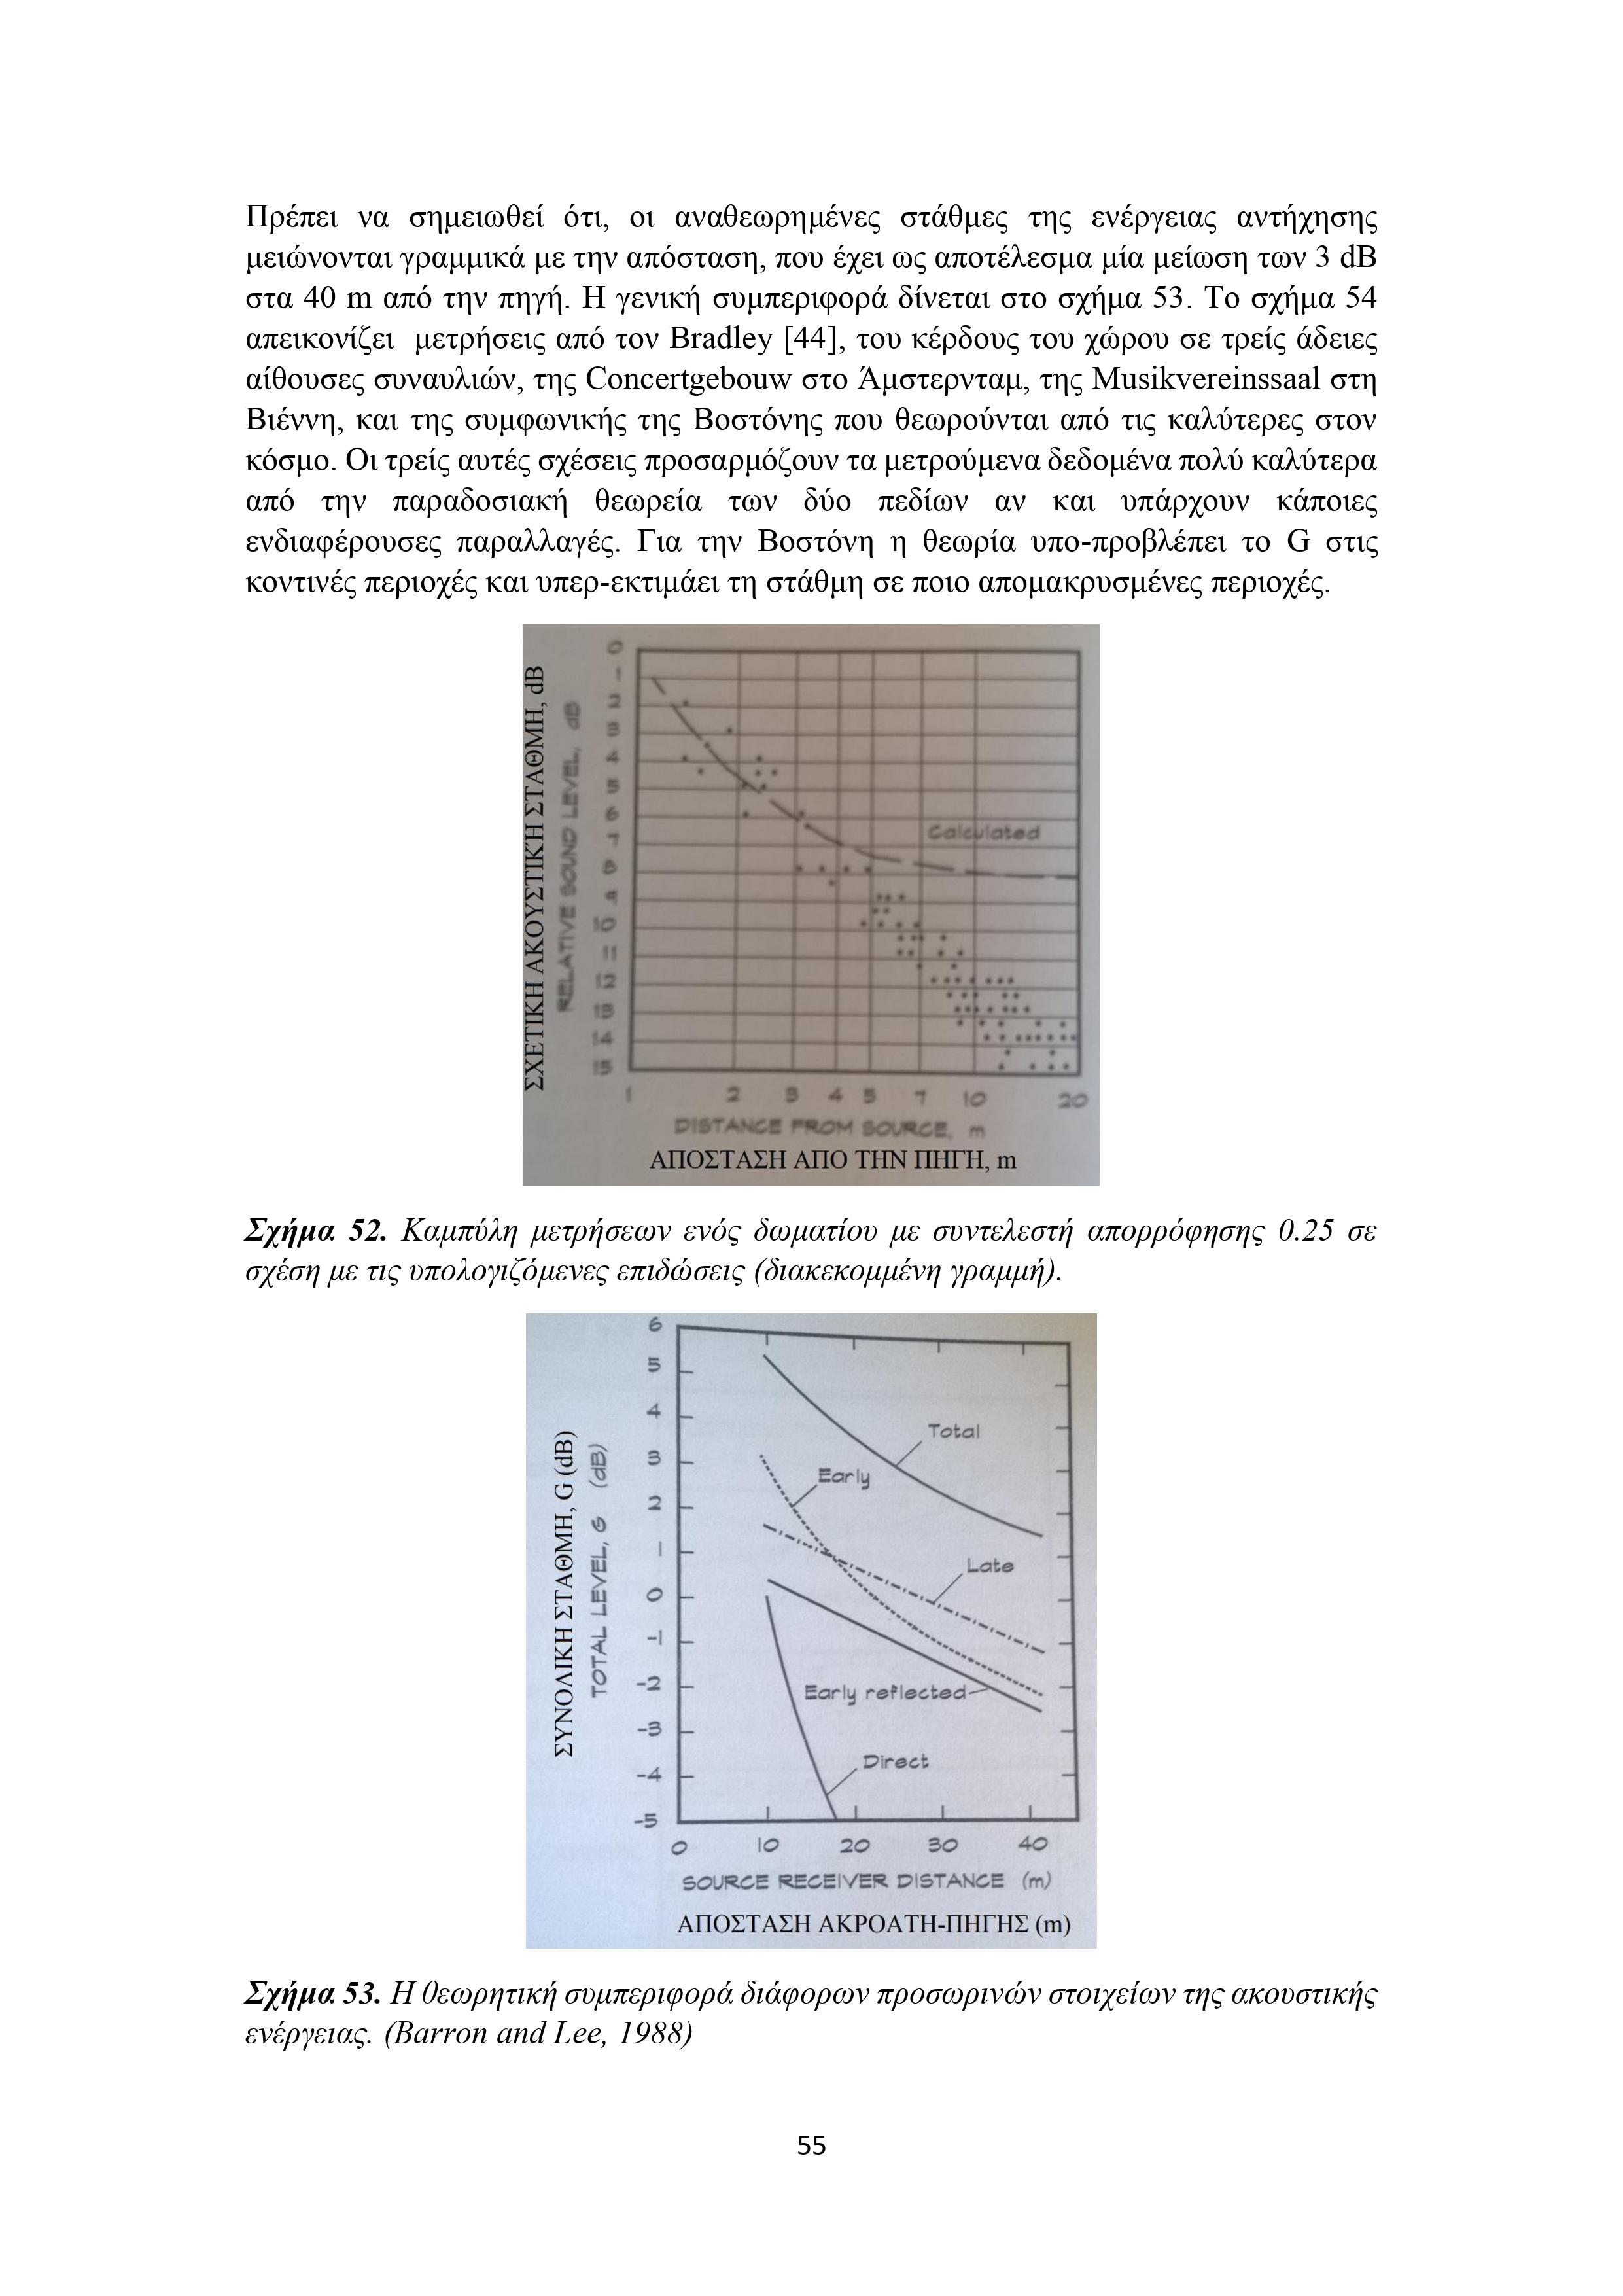 Πρέπει να σημειωθεί ότι, οι αναθεωρημένες στάθμες της ενέργειας αντήχησης
μειώνονται γραμμικά με την απόσταση, που έχει ως αποτέλεσμα μία μείωση των 3 dB
στα 40 m από την πηγή. Η γενική συμπεριφορά δίνεται στο σχήμα 53. Το σχήμα 54
απεικονίζει μετρήσεις από τον Bradley [44], του κέρδους του χώρου σε τρείς άδειες
αίθουσες συναυλιών, της Concertgebouw στο Άμστερνταμ, της Musikvereinssaal στη
Βιέννη, και της συμφωνικής της Βοστόνης που θεωρούνται από τις καλύτερες στον
κόσμο. Οι τρείς αυτές σχέσεις προσαρμόζουν τα μετρούμενα δεδομένα πολύ καλύτερα
από την παραδοσιακή θεωρεία των δύο πεδίων αν και υπάρχουν κάποιες
ενδιαφέρουσες παραλλαγές. Για την Βοστόνη η θεωρία υπο-προβλέπει το G στις
κοντινές περιοχές και υπερ-εκτιμάει τη στάθμη σε ποιο απομακρυσμένες περιοχές.
ΣΧΕΤΙΚΗ ΑΚΟΥΣΤΙΚΉ ΣΤΑΘΜΗ, dB
RELATIVE SOUND LEVEL, dB
0
1
2
3
4
5
6
7
8
9
10
11
12
13
14
15
Calculated
1 2 3 4 5 7 10 20
DISTANCE FROM SOURCE, m
ΑΠΟΣΤΑΣΗ ΑΠΟ ΤΗΝ ΠΗΓΗ, m
Σχήμα 52. Καμπύλη μετρήσεων ενός δωματίου με συντελεστή απορρόφησης 0.25 σε
σχέση με τις υπολογιζόμενες επιδώσεις (διακεκομμένη γραμμή).
ΣΥΝΟΛΙΚΗ ΣΤΑΘΜΗ, G (dB)
TOTAL LEVEL, G (dB)
6
5
4
3
2
1
0
-1
-2
-3
-4
-5
Total
Early
Late
Early reflected
Direct
0 10 20 30 40
SOURCE RECEIVER DISTANCE (m)
ΑΠΟΣΤΑΣΗ ΑΚΡΟΑΤΗ-ΠΗΓΗΣ (m)
Σχήμα 53. Η θεωρητική συμπεριφορά διάφορων προσωρινών στοιχείων της ακουστικής
ενέργειας. (Barron and Lee, 1988)
55